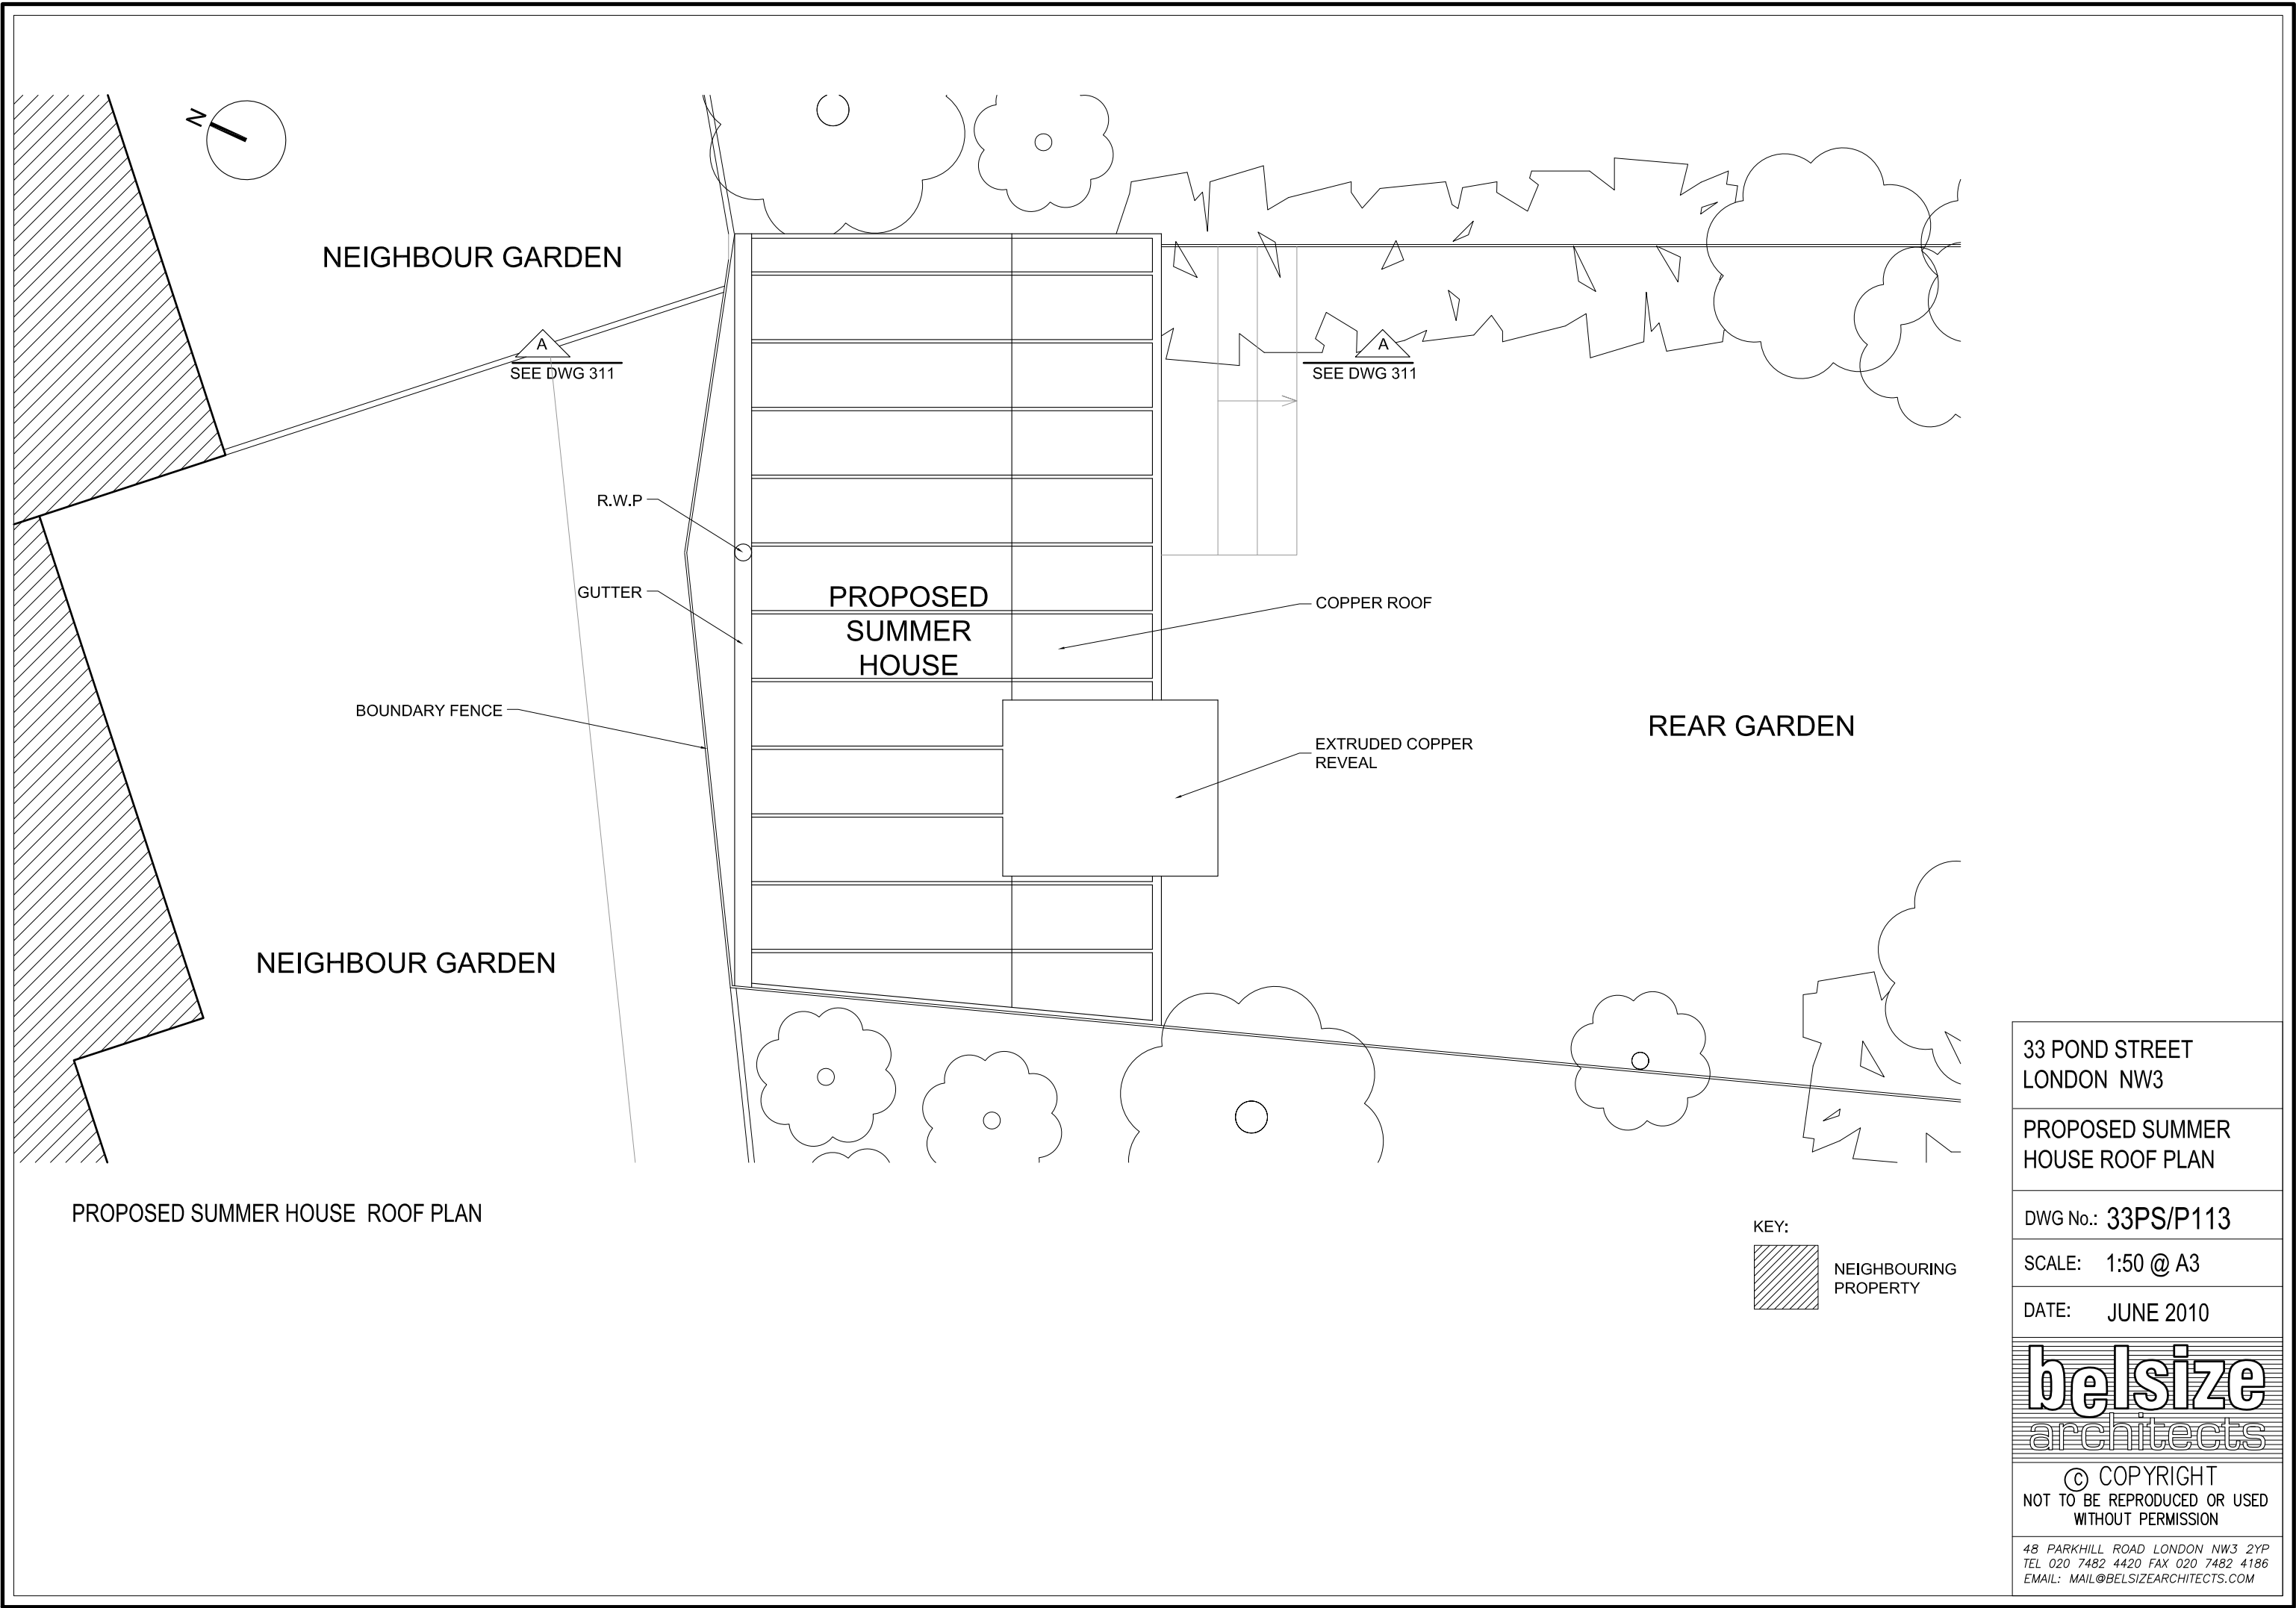 N
NEIGHBOUR GARDEN
A
SEE DWG 311
A
SEE DWG 311
R.W.P
GUTTER
PROPOSED
SUMMER
HOUSE
COPPER ROOF
BOUNDARY FENCE
EXTRUDED COPPER
REVEAL
REAR GARDEN
NEIGHBOUR GARDEN
PROPOSED SUMMER HOUSE ROOF PLAN
KEY:
NEIGHBOURING
PROPERTY
33 POND STREET
LONDON NW3
PROPOSED SUMMER
HOUSE ROOF PLAN
DWG No.: 33PS/P113
SCALE: 1:50 @ A3
DATE: JUNE 2010
belsize
architects
© COPYRIGHT
NOT TO BE REPRODUCED OR USED
WITHOUT PERMISSION
48 PARKHILL ROAD LONDON NW3 2YP
TEL 020 7482 4420 FAX 020 7482 4186
EMAIL: MAIL@BELSIZEARCHITECTS.COM